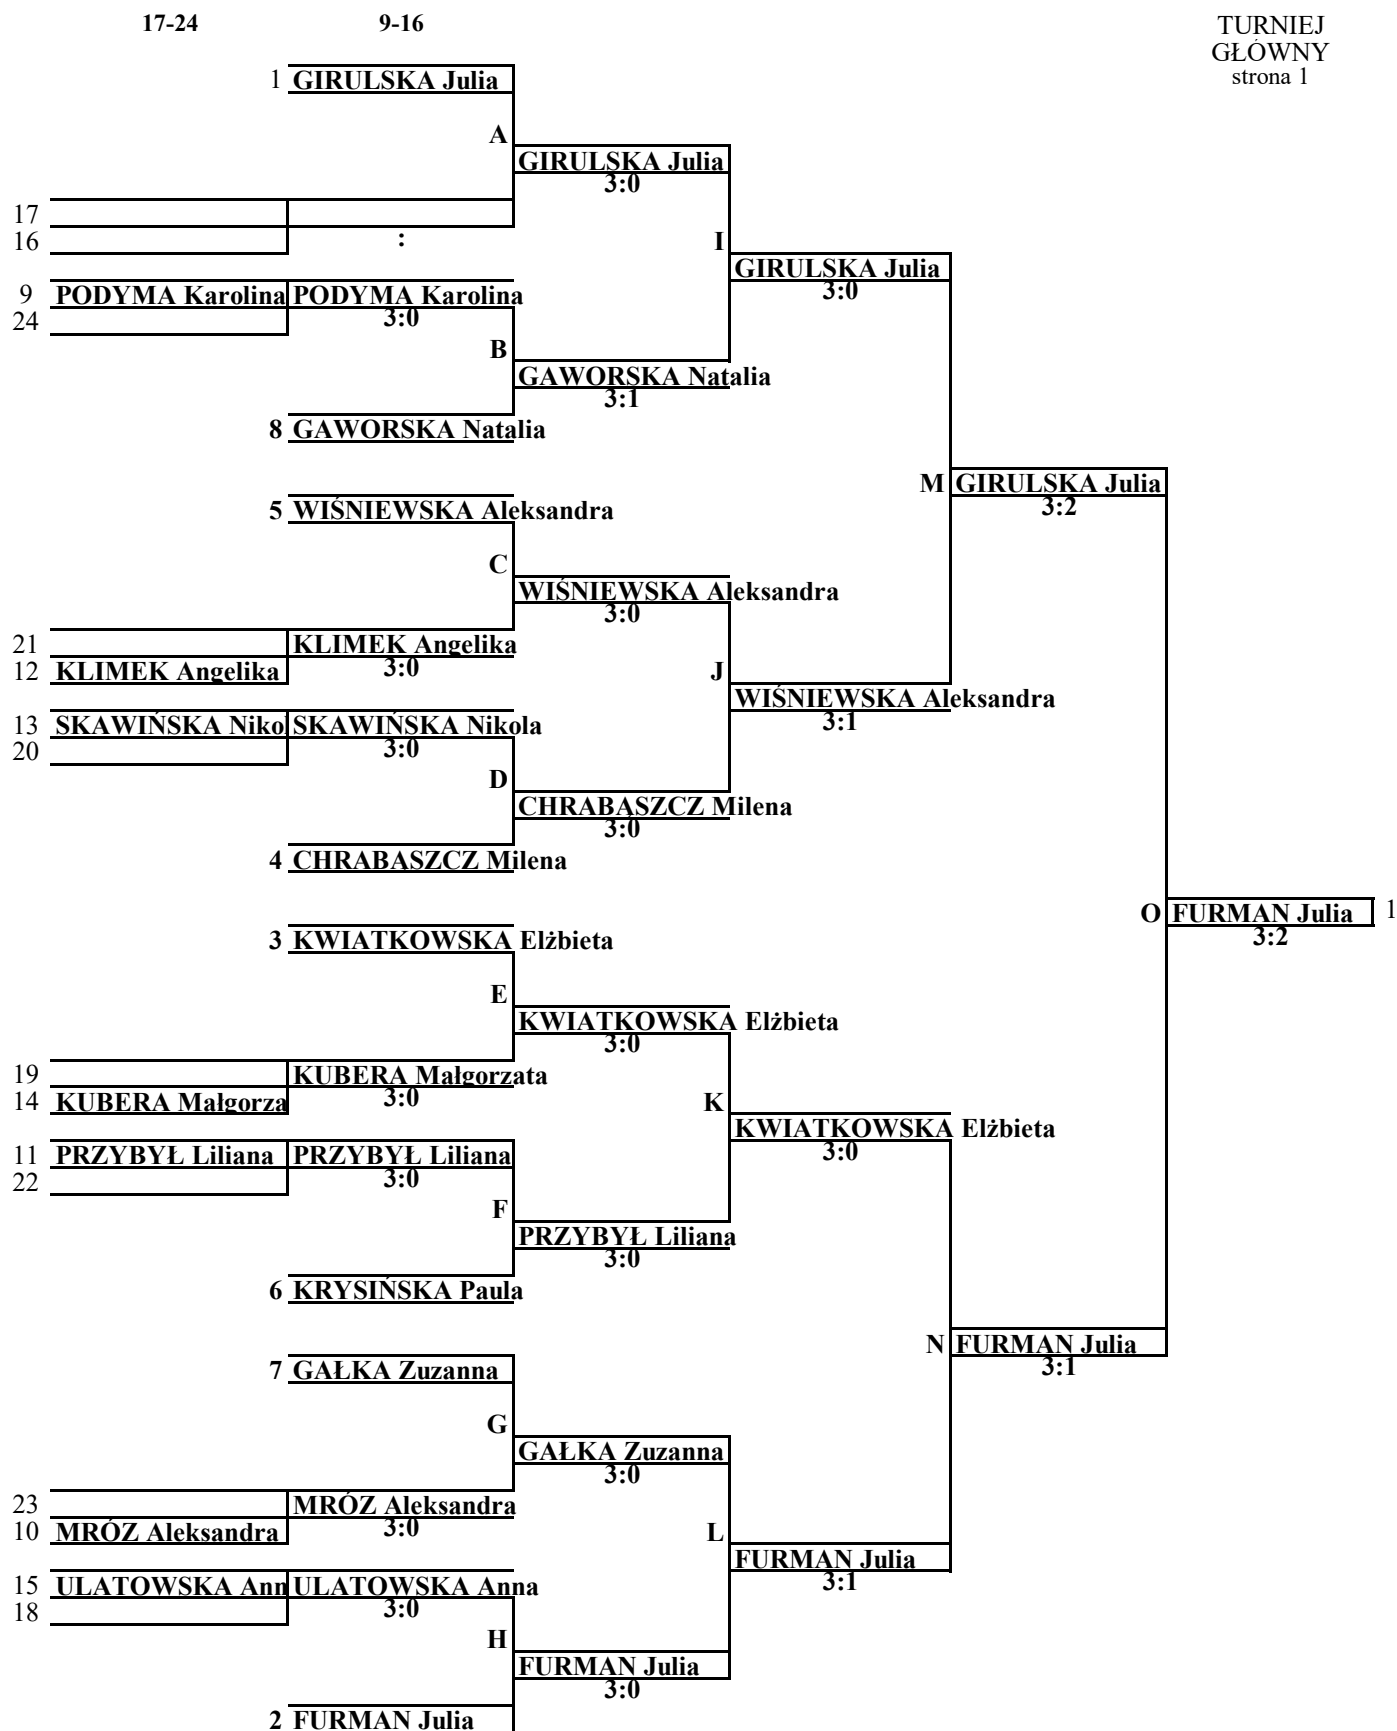 17-24 9-16 TURNIEJ
GŁÓWNY
strona 1
1 GIRULSKA Julia
A
GIRULSKA Julia
3:0
17
16 : I
GIRULSKA Julia
9 PODYMA Karolina PODYMA Karolina 3:0
24 3:0
B
GAWORSKA Natalia
3:1
8 GAWORSKA Natalia
M GIRULSKA Julia
5 WIŚNIEWSKA Aleksandra 3:2
C
WIŚNIEWSKA Aleksandra
3:0
21 KLIMEK Angelika
12 KLIMEK Angelika 3:0 J
WIŚNIEWSKA Aleksandra
13 SKAWIŃSKA Nikol SKAWIŃSKA Nikola 3:1
20 3:0
D
CHRABĄSZCZ Milena
3:0
4 CHRABĄSZCZ Milena
O FURMAN Julia 1
3 KWIATKOWSKA Elżbieta 3:2
E
KWIATKOWSKA Elżbieta
3:0
19 KUBERA Małgorzata
14 KUBERA Małgorza 3:0 K
KWIATKOWSKA Elżbieta
11 PRZYBYŁ Liliana PRZYBYŁ Liliana 3:0
22 3:0
F
PRZYBYŁ Liliana
3:0
6 KRYSIŃSKA Paula
N FURMAN Julia
7 GAŁKA Zuzanna 3:1
G
GAŁKA Zuzanna
3:0
23 MRÓZ Aleksandra
10 MRÓZ Aleksandra 3:0 L
FURMAN Julia
15 ULATOWSKA Ann ULATOWSKA Anna 3:1
18 3:0
H
FURMAN Julia
3:0
2 FURMAN Julia